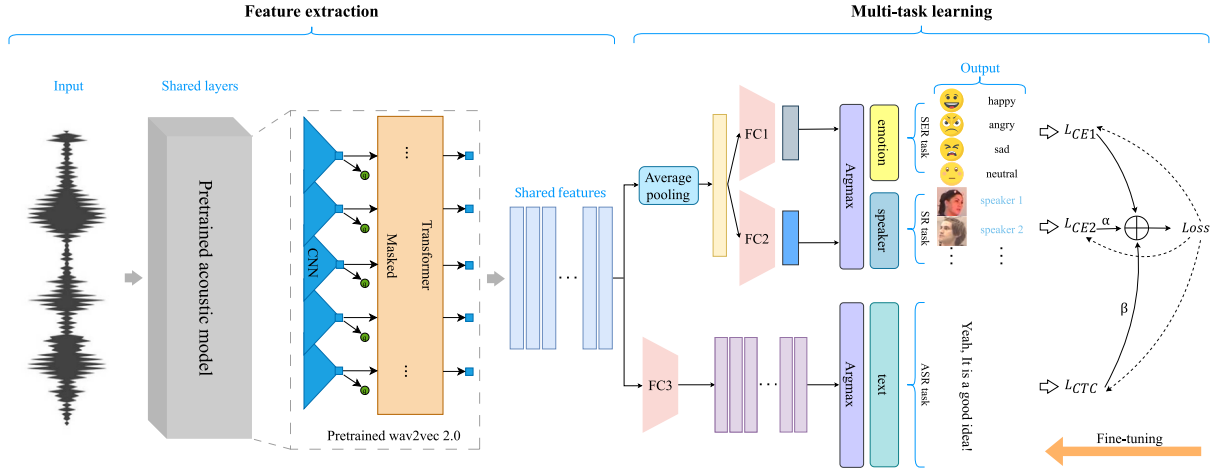 Feature extraction
Multi-task learning
Input
Shared layers
Pretrained acoustic model
CNN
q
q
q
q
q
...
Masked
Transformer
...
Pretrained wav2vec 2.0
Shared features
...
Average
pooling
FC1
FC2
FC3
...
Argmax
emotion
speaker
Argmax
text
SER task
SR task
ASR task
Output
happy
angry
sad
neutral
speaker 1
speaker 2
Yeah, It is a good idea!
L_CE1
L_CE2
α
Loss
β
L_CTC
Fine-tuning